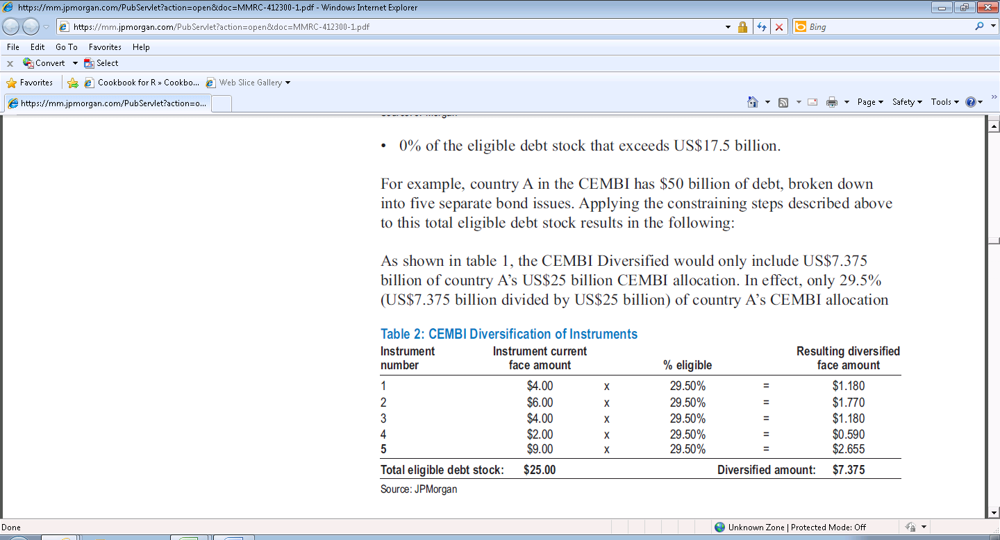 https://mm.jpmorgan.com/PubServlet?action=open&doc=MMRC-412300-1.pdf - Windows Internet Explorer
https://mm.jpmorgan.com/PubServlet?action=open&doc=MMRC-412300-1.pdf
Bing
File Edit Go To Favorites Help
x Convert Select
Favorites Cookbook for R » Cookbo... Web Slice Gallery
https://mm.jpmorgan.com/PubServlet?action=o... Page Safety Tools »
• 0% of the eligible debt stock that exceeds US$17.5 billion.
For example, country A in the CEMBI has $50 billion of debt, broken down
into five separate bond issues. Applying the constraining steps described above
to this total eligible debt stock results in the following:
As shown in table 1, the CEMBI Diversified would only include US$7.375
billion of country A’s US$25 billion CEMBI allocation. In effect, only 29.5%
(US$7.375 billion divided by US$25 billion) of country A’s CEMBI allocation
Table 2: CEMBI Diversification of Instruments
Instrument Instrument current Resulting diversified
number face amount % eligible face amount
1 $4.00 x 29.50% = $1.180
2 $6.00 x 29.50% = $1.770
3 $4.00 x 29.50% = $1.180
4 $2.00 x 29.50% = $0.590
5 $9.00 x 29.50% = $2.655
Total eligible debt stock: $25.00 Diversified amount: $7.375
Source: JPMorgan
Done Unknown Zone | Protected Mode: Off